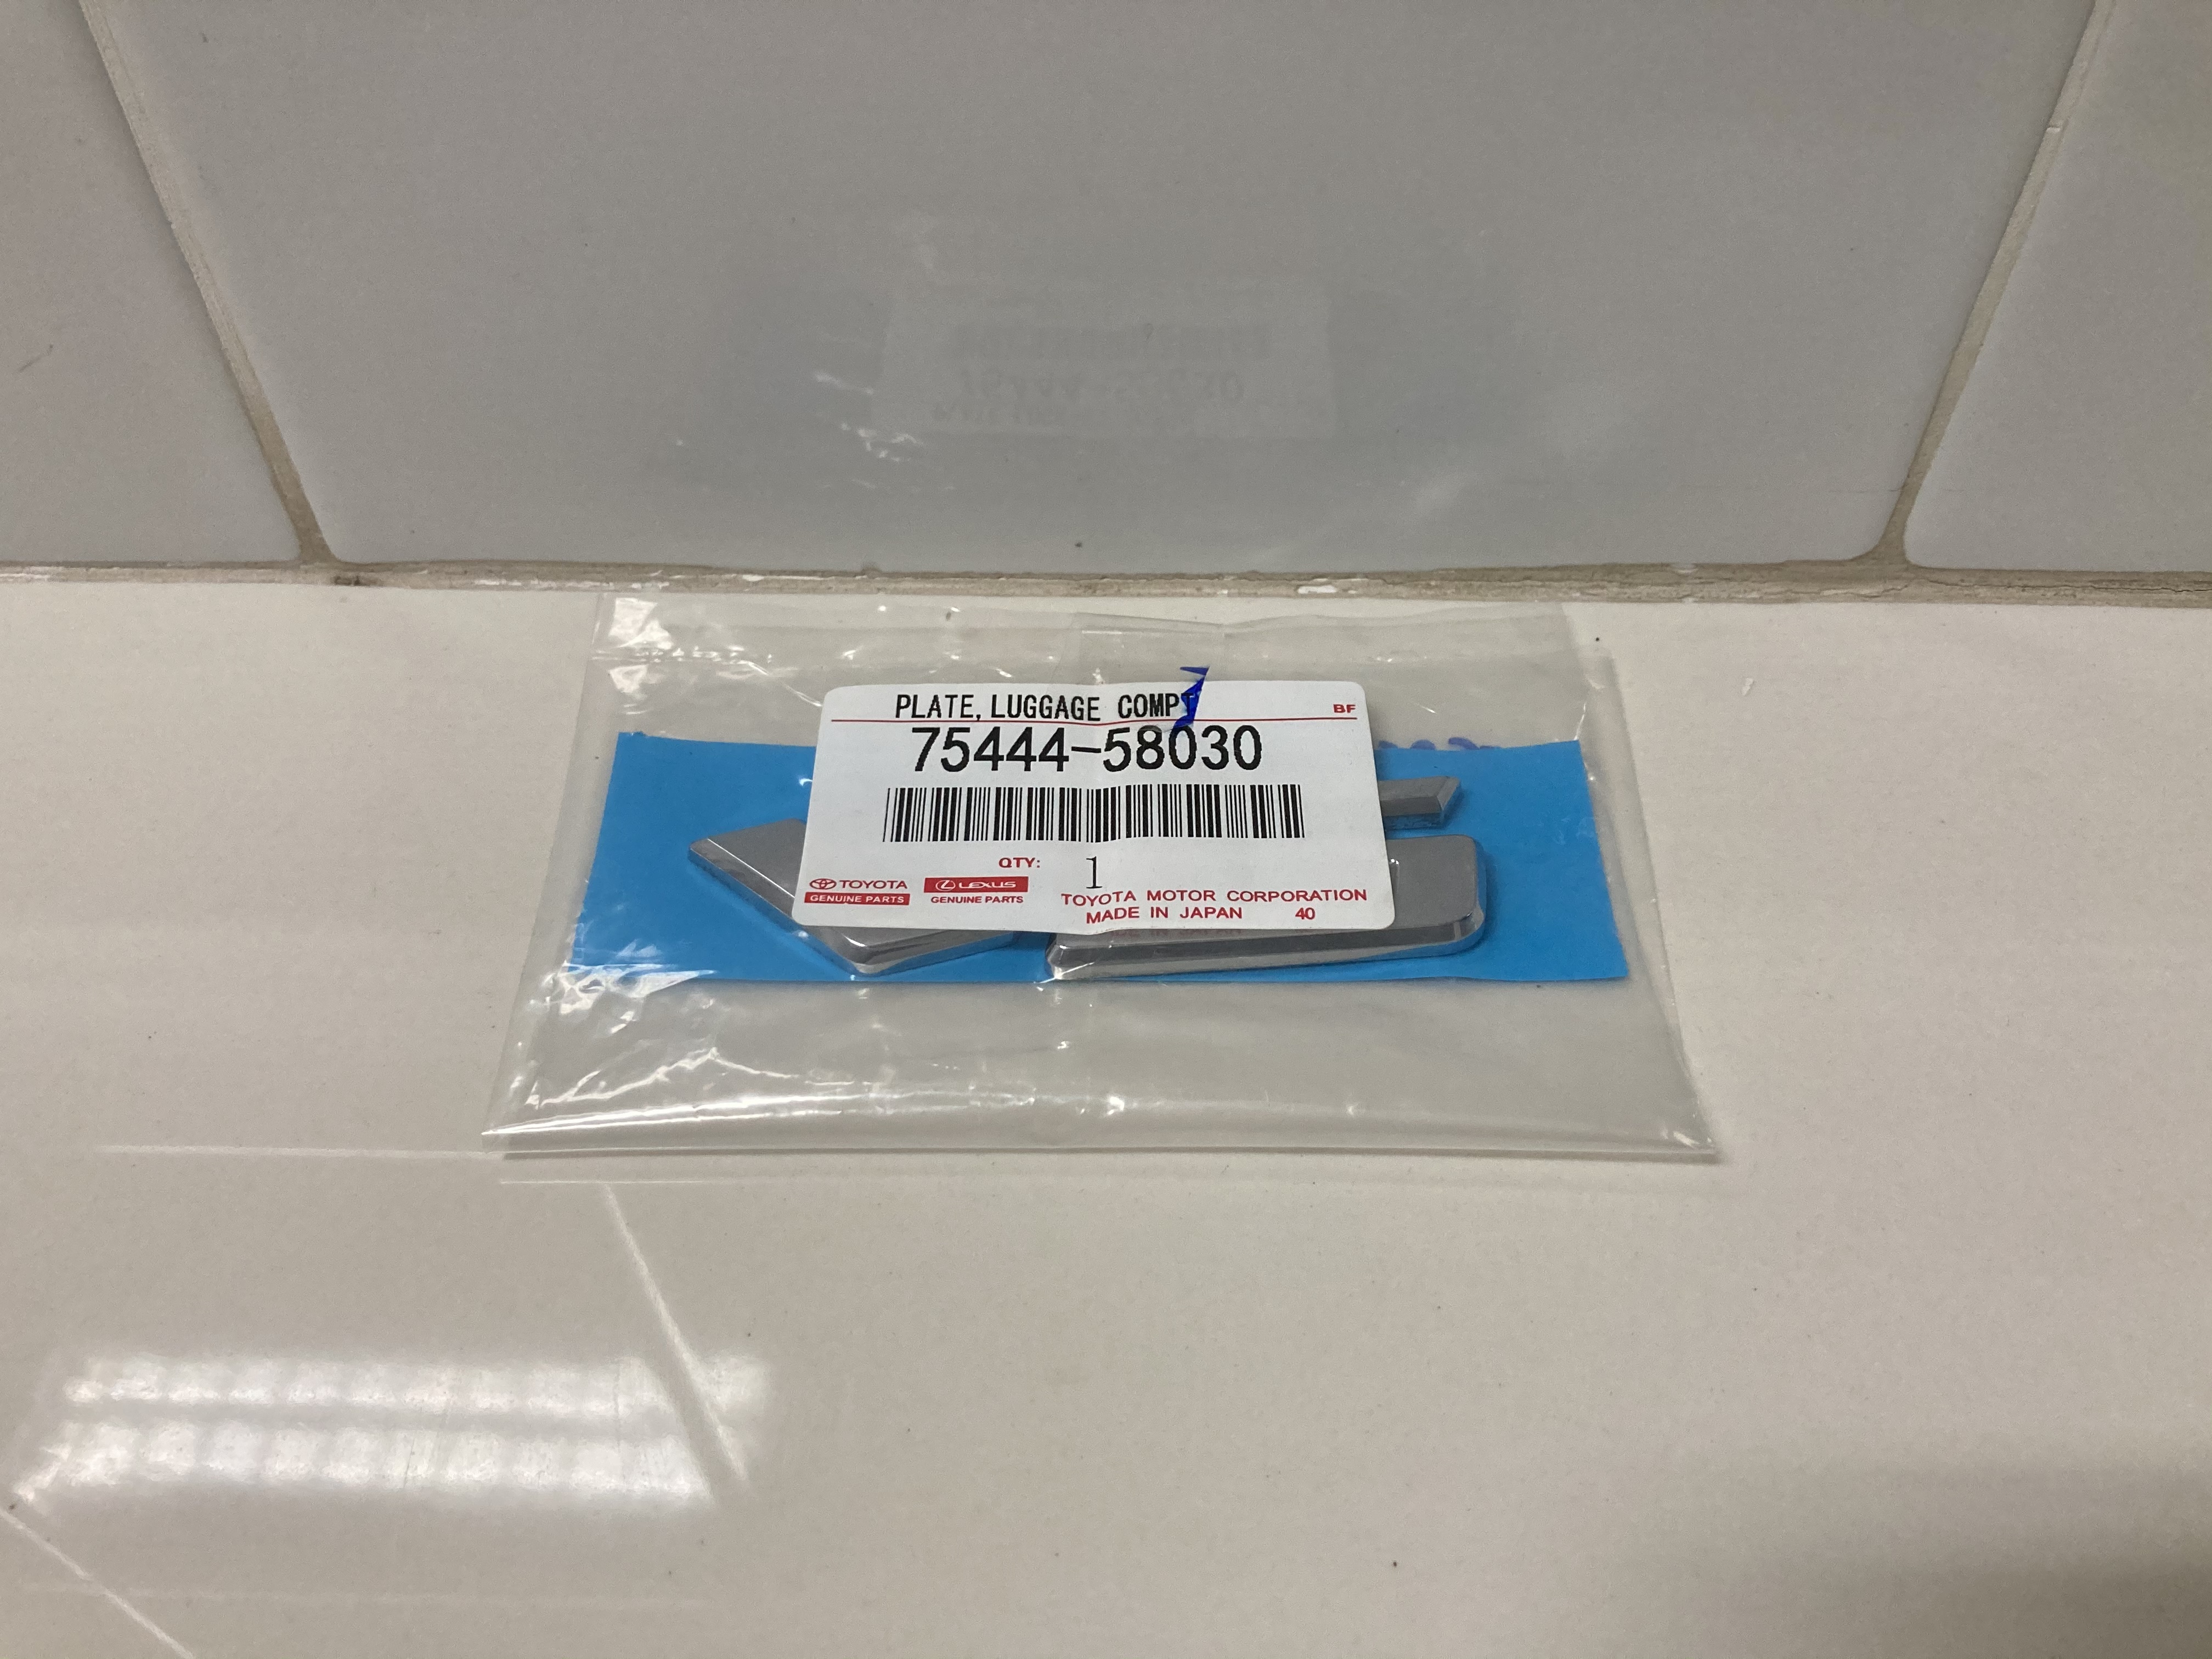 PLATE, LUGGAGE COMPT
BF
75444-58030
QTY: 1
TOYOTA
GENUINE PARTS
LEXUS
GENUINE PARTS
TOYOTA MOTOR CORPORATION
MADE IN JAPAN 40